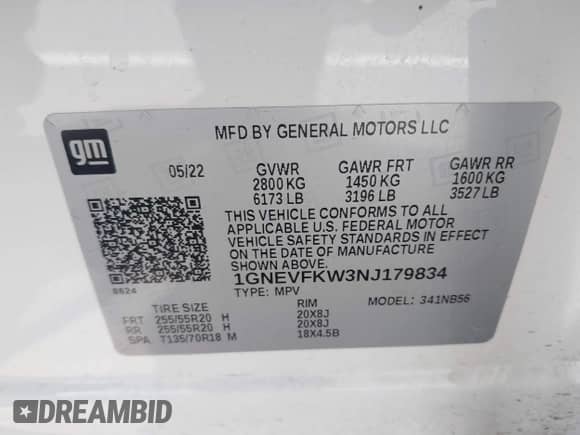 gm
MFD BY GENERAL MOTORS LLC
05/22 GVWR GAWR FRT GAWR RR
2800 KG 1450 KG 1600 KG
6173 LB 3196 LB 3527 LB
THIS VEHICLE CONFORMS TO ALL
APPLICABLE U.S. FEDERAL MOTOR
VEHICLE SAFETY STANDARDS IN EFFECT
ON THE DATE OF MANUFACTURE
SHOWN ABOVE.
1GNEVFKW3NJ179834
8624
TYPE: MPV
MODEL: 341NB56
TIRE SIZE RIM
FRT 255/55R20 H 20X8J
RR 255/55R20 H 20X8J
SPA T135/70R18 M 18X4.5B
DREAMBID